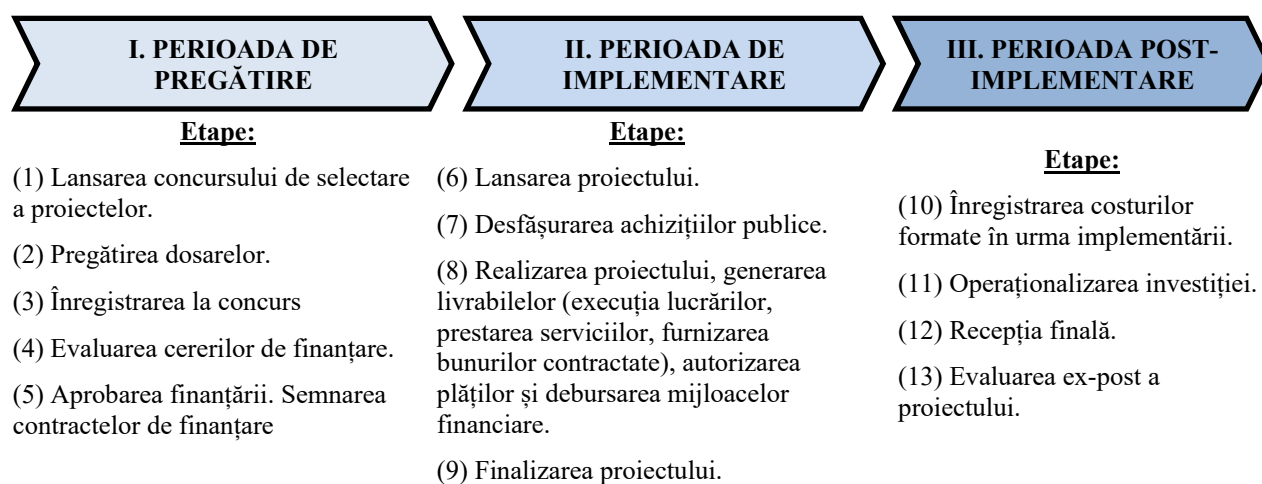 I. PERIOADA DE
PREGĂTIRE
Etape:
(1) Lansarea concursului de selectare
a proiectelor.
(2) Pregătirea dosarelor.
(3) Înregistrarea la concurs
(4) Evaluarea cererilor de finanțare.
(5) Aprobarea finanțării. Semnarea
contractelor de finanțare
II. PERIOADA DE
IMPLEMENTARE
Etape:
(6) Lansarea proiectului.
(7) Desfășurarea achizițiilor publice.
(8) Realizarea proiectului, generarea
livrabilelor (execuția lucrărilor,
prestarea serviciilor, furnizarea
bunurilor contractate), autorizarea
plăților și debursarea mijloacelor
financiare.
(9) Finalizarea proiectului.
III. PERIOADA POST-
IMPLEMENTARE
Etape:
(10) Înregistrarea costurilor
formate în urma implementării.
(11) Operaționalizarea investiției.
(12) Recepția finală.
(13) Evaluarea ex-post a
proiectului.